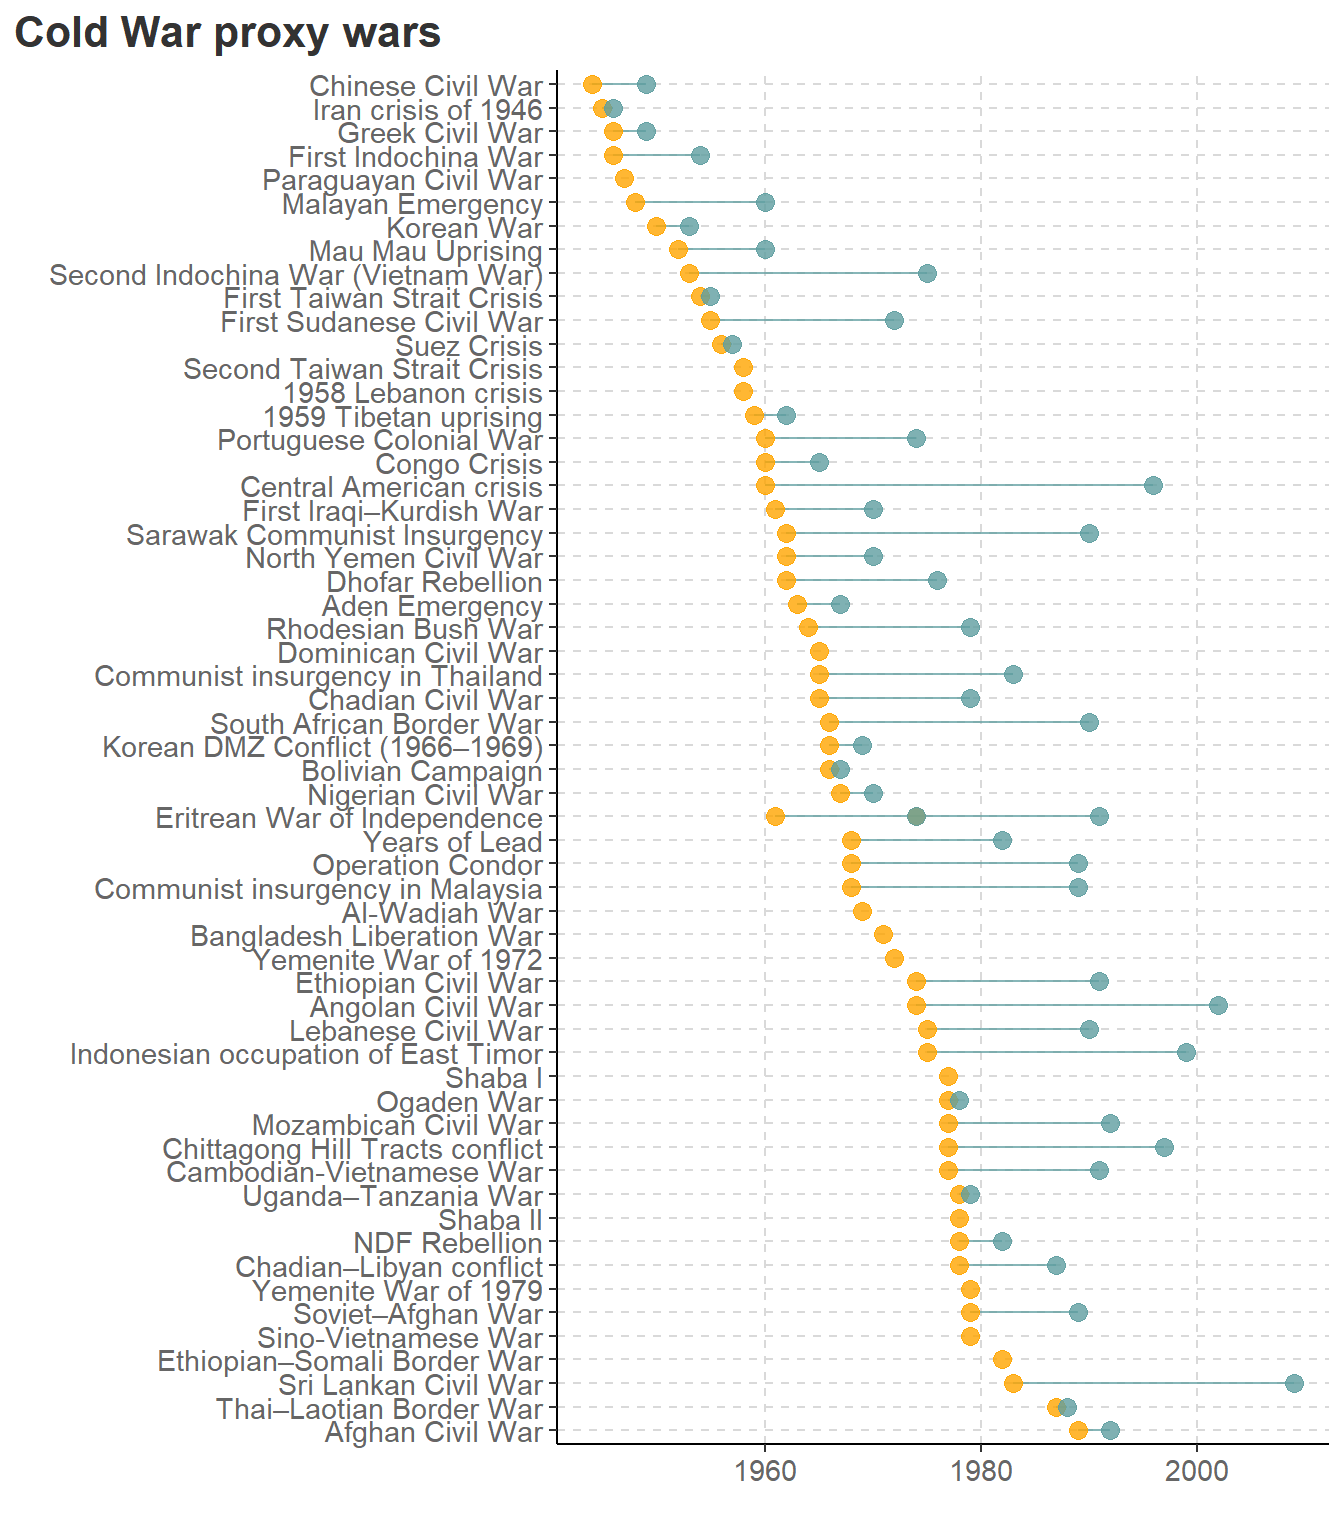 Cold War proxy wars
Chinese Civil War
Iran crisis of 1946
Greek Civil War
First Indochina War
Paraguayan Civil War
Malayan Emergency
Korean War
Mau Mau Uprising
Second Indochina War (Vietnam War)
First Taiwan Strait Crisis
First Sudanese Civil War
Suez Crisis
Second Taiwan Strait Crisis
1958 Lebanon crisis
1959 Tibetan uprising
Portuguese Colonial War
Congo Crisis
Central American crisis
First Iraqi–Kurdish War
Sarawak Communist Insurgency
North Yemen Civil War
Dhofar Rebellion
Aden Emergency
Rhodesian Bush War
Dominican Civil War
Communist insurgency in Thailand
Chadian Civil War
South African Border War
Korean DMZ Conflict (1966–1969)
Bolivian Campaign
Nigerian Civil War
Eritrean War of Independence
Years of Lead
Operation Condor
Communist insurgency in Malaysia
Al-Wadiah War
Bangladesh Liberation War
Yemenite War of 1972
Ethiopian Civil War
Angolan Civil War
Lebanese Civil War
Indonesian occupation of East Timor
Shaba I
Ogaden War
Mozambican Civil War
Chittagong Hill Tracts conflict
Cambodian-Vietnamese War
Uganda–Tanzania War
Shaba II
NDF Rebellion
Chadian–Libyan conflict
Yemenite War of 1979
Soviet–Afghan War
Sino-Vietnamese War
Ethiopian–Somali Border War
Sri Lankan Civil War
Thai–Laotian Border War
Afghan Civil War
1960 1980 2000